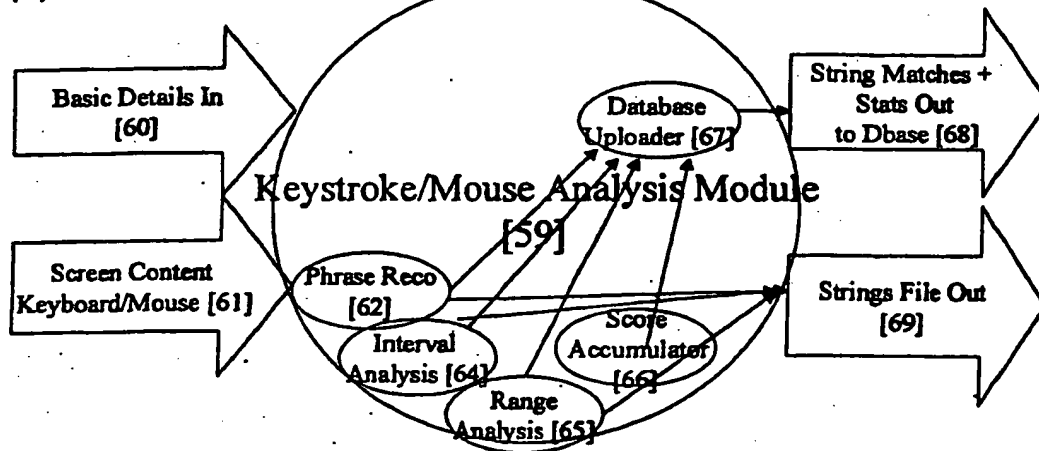 Basic Details In
[60]
Database
Uploader [67]
String Matches +
Stats Out
to Dbase [68]
Keystroke/Mouse Analysis Module
[59]
Screen Content
Keyboard/Mouse [61]
Phrase Reco
[62]
Interval
Analysis [64]
Range
Analysis [65]
Score
Accumulator
[66]
Strings File Out
[69]